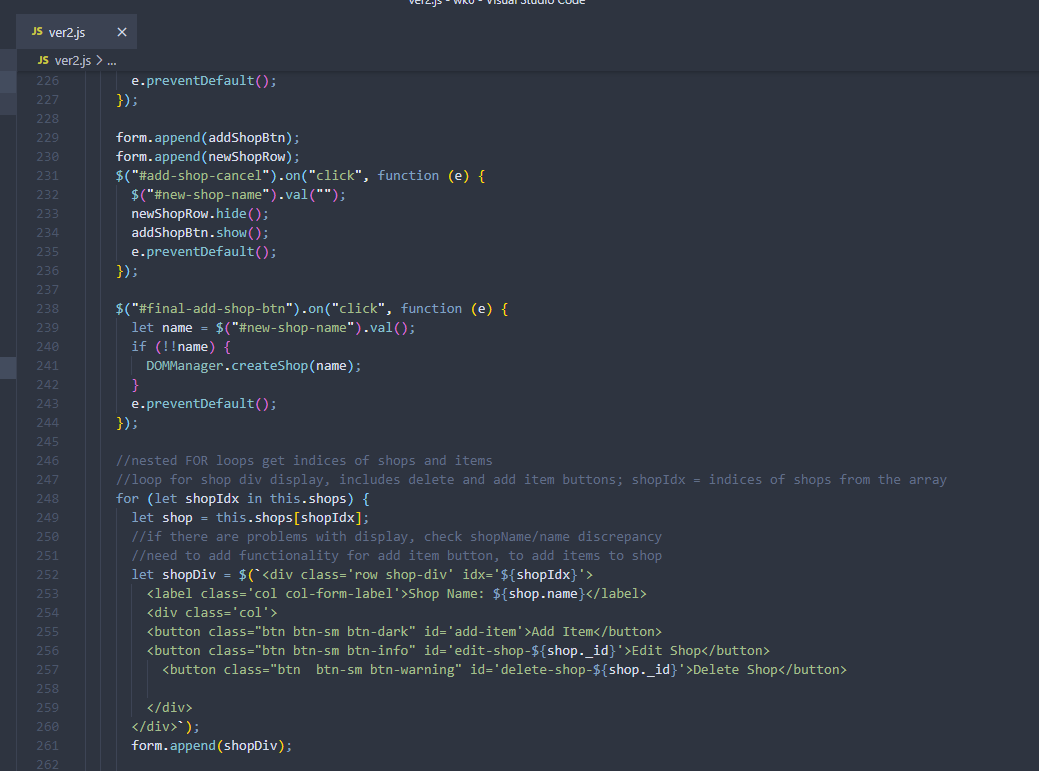 ver2.js - wk6 - Visual Studio Code
JS ver2.js ×
JS ver2.js > ...
226 e.preventDefault();
227 });
228
229 form.append(addShopBtn);
230 form.append(newShopRow);
231 $("#add-shop-cancel").on("click", function (e) {
232 $("#new-shop-name").val("");
233 newShopRow.hide();
234 addShopBtn.show();
235 e.preventDefault();
236 });
237
238 $("#final-add-shop-btn").on("click", function (e) {
239 let name = $("#new-shop-name").val();
240 if (!!name) {
241 DOMManager.createShop(name);
242 }
243 e.preventDefault();
244 });
245
246 //nested FOR loops get indices of shops and items
247 //loop for shop div display, includes delete and add item buttons; shopIdx = indices of shops from the array
248 for (let shopIdx in this.shops) {
249 let shop = this.shops[shopIdx];
250 //if there are problems with display, check shopName/name discrepancy
251 //need to add functionality for add item button, to add items to shop
252 let shopDiv = $(`<div class='row shop-div' idx='${shopIdx}'>
253 <label class='col col-form-label'>Shop Name: ${shop.name}</label>
254 <div class='col'>
255 <button class="btn btn-sm btn-dark" id='add-item'>Add Item</button>
256 <button class="btn btn-sm btn-info" id='edit-shop-${shop._id}'>Edit Shop</button>
257 <button class="btn  btn-sm btn-warning" id='delete-shop-${shop._id}'>Delete Shop</button>
258
259 </div>
260 </div>`);
261 form.append(shopDiv);
262